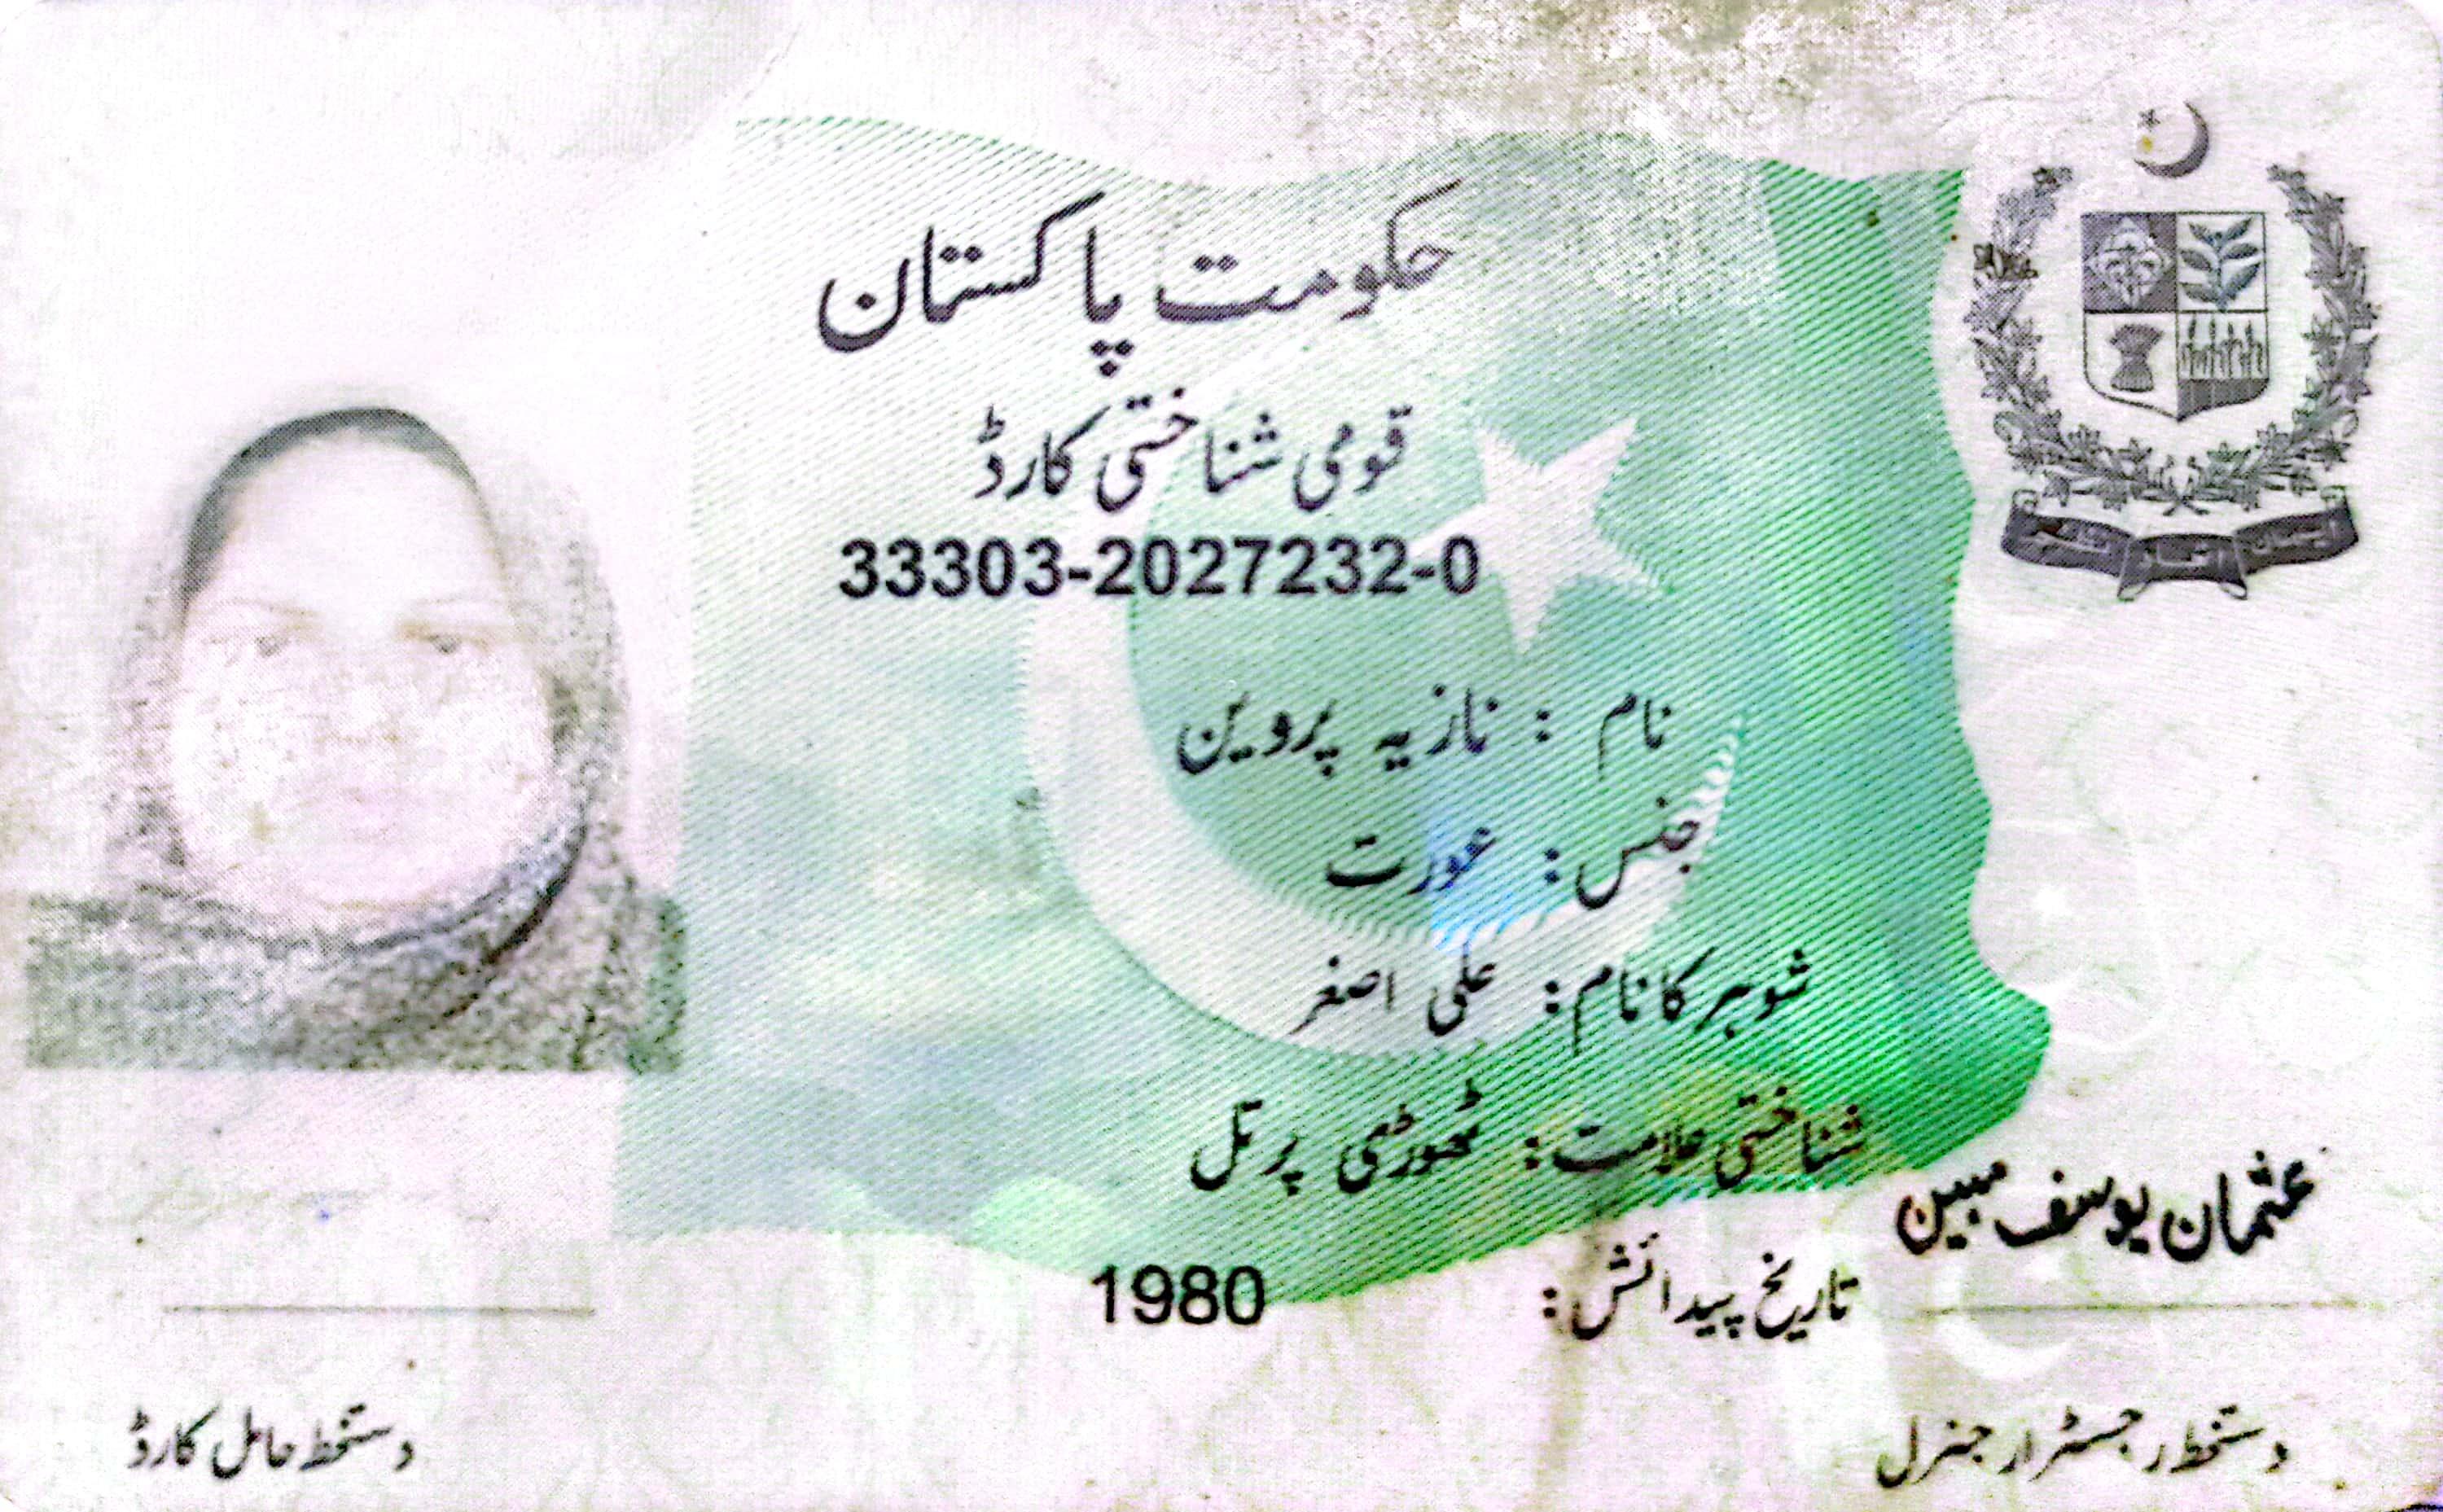 حکومت پاکستان
قومی شناختی کارڈ
33303-2027232-0
نام : نازیہ پروین
جنس : عورت
شوہر کا نام : علی اصغر
شناختی علامت : ٹھوڑی پر تل
عثمان یوسف مبین
تاریخ پیدائش : 1980
دستخط رجسٹرار جنرل
دستخط حامل کارڈ